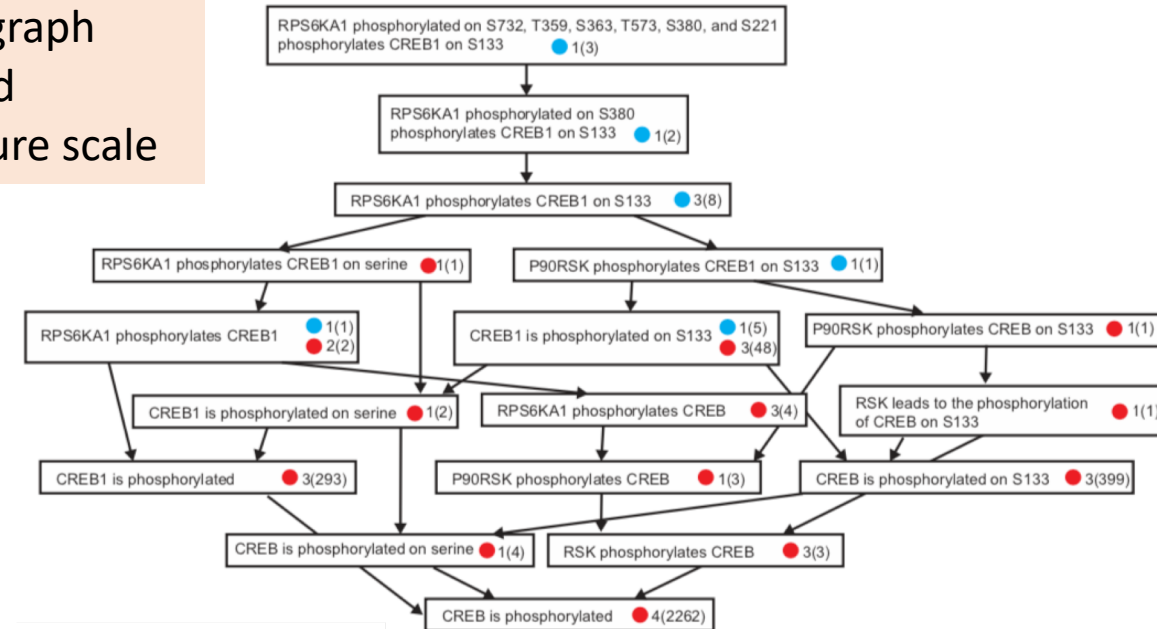 graph
d
ure scale
RPS6KA1 phosphorylated on S732, T359, S363, T573, S380, and S221
phosphorylates CREB1 on S133 1(3)
RPS6KA1 phosphorylated on S380
phosphorylates CREB1 on S133 1(2)
RPS6KA1 phosphorylates CREB1 on S133 3(8)
RPS6KA1 phosphorylates CREB1 on serine 1(1)
P90RSK phosphorylates CREB1 on S133 1(1)
RPS6KA1 phosphorylates CREB1
1(1)
2(2)
CREB1 is phosphorylated on S133
1(5)
3(48)
P90RSK phosphorylates CREB on S133 1(1)
CREB1 is phosphorylated on serine 1(2)
RPS6KA1 phosphorylates CREB 3(4)
RSK leads to the phosphorylation
of CREB on S133
1(1)
CREB1 is phosphorylated 3(293)
P90RSK phosphorylates CREB 1(3)
CREB is phosphorylated on S133 3(399)
CREB is phosphorylated on serine 1(4)
RSK phosphorylates CREB 3(3)
CREB is phosphorylated 4(2262)